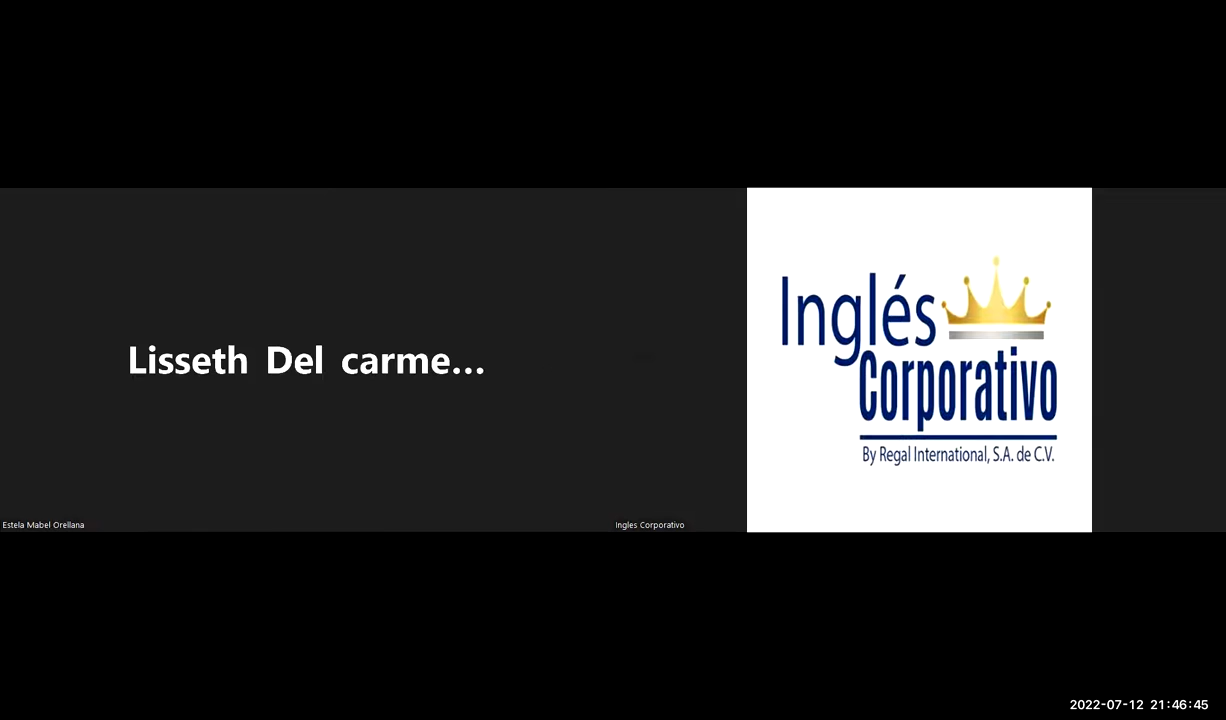 Lisseth Del carme...
Inglés
Corporativo
By Regal International, S.A. de C.V.
Estela Mabel Orellana
Ingles Corporativo
2022-07-12 21:46:45